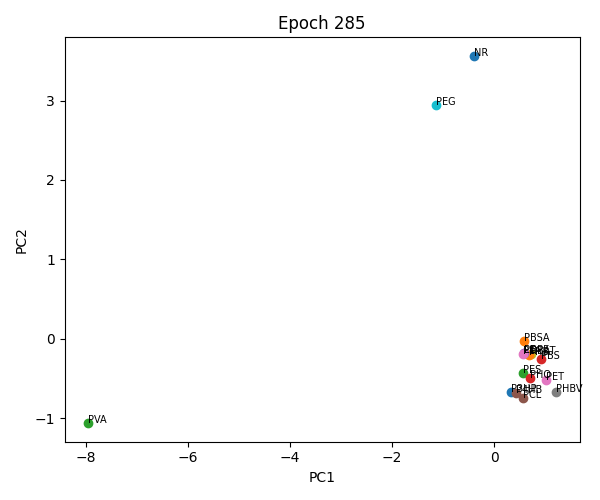 Epoch 285
NR
PEG
PBSA
PBS
PES
PHO
PET
PHBV
PCL
PVA
3
2
1
0
−1
−8
−6
−4
−2
0
PC1
PC2